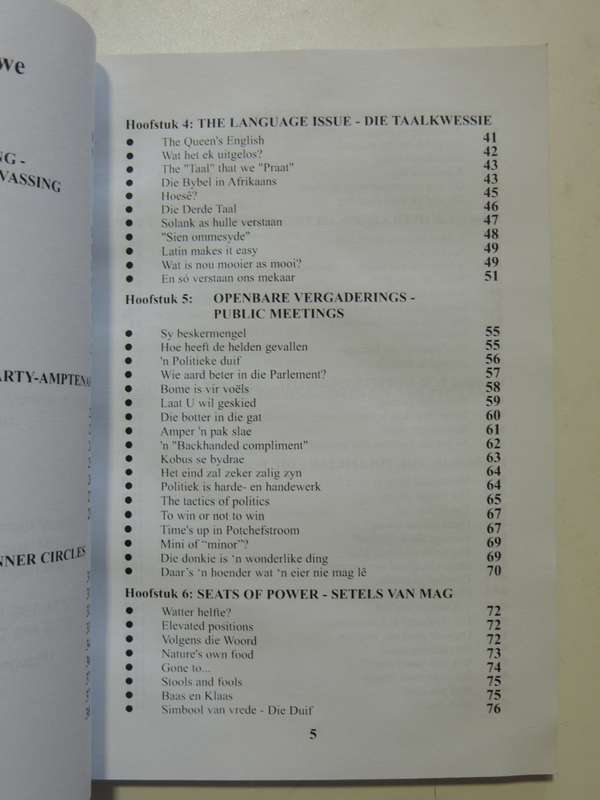 we
NG -
VASSING
ARTY-AMPTENA
NNER CIRCLES
Hoofstuk 4: THE LANGUAGE ISSUE - DIE TAALKWESSIE
● The Queen's English 41
● Wat het ek uitgelos? 42
● The "Taal" that we "Praat" 43
● Die Bybel in Afrikaans 43
● Hoesê? 45
● Die Derde Taal 46
● Solank as hulle verstaan 47
● "Sien ommesyde" 48
● Latin makes it easy 49
● Wat is nou mooier as mooi? 49
● En só verstaan ons mekaar 51
Hoofstuk 5: OPENBARE VERGADERINGS -
PUBLIC MEETINGS
● Sy beskermengel 55
● Hoe heeft de helden gevallen 55
● 'n Politieke duif 56
● Wie aard beter in die Parlement? 57
● Bome is vir voëls 58
● Laat U wil geskied 59
● Die botter in die gat 60
● Amper 'n pak slae 61
● 'n "Backhanded compliment" 62
● Kobus se bydrae 63
● Het eind zal zeker zalig zyn 64
● Politiek is harde- en handewerk 64
● The tactics of politics 65
● To win or not to win 67
● Time's up in Potchefstroom 67
● Mini of “minor”? 69
● Die donkie is ‘n wonderlike ding 69
● Daar’s ‘n hoender wat ‘n eier nie mag lê 70
Hoofstuk 6: SEATS OF POWER - SETELS VAN MAG
● Watter helfte? 72
● Elevated positions 72
● Volgens die Woord 72
● Nature's own food 73
● Gone to... 74
● Stools and fools 75
● Baas en Klaas 75
● Simbool van vrede - Die Duif 76
5